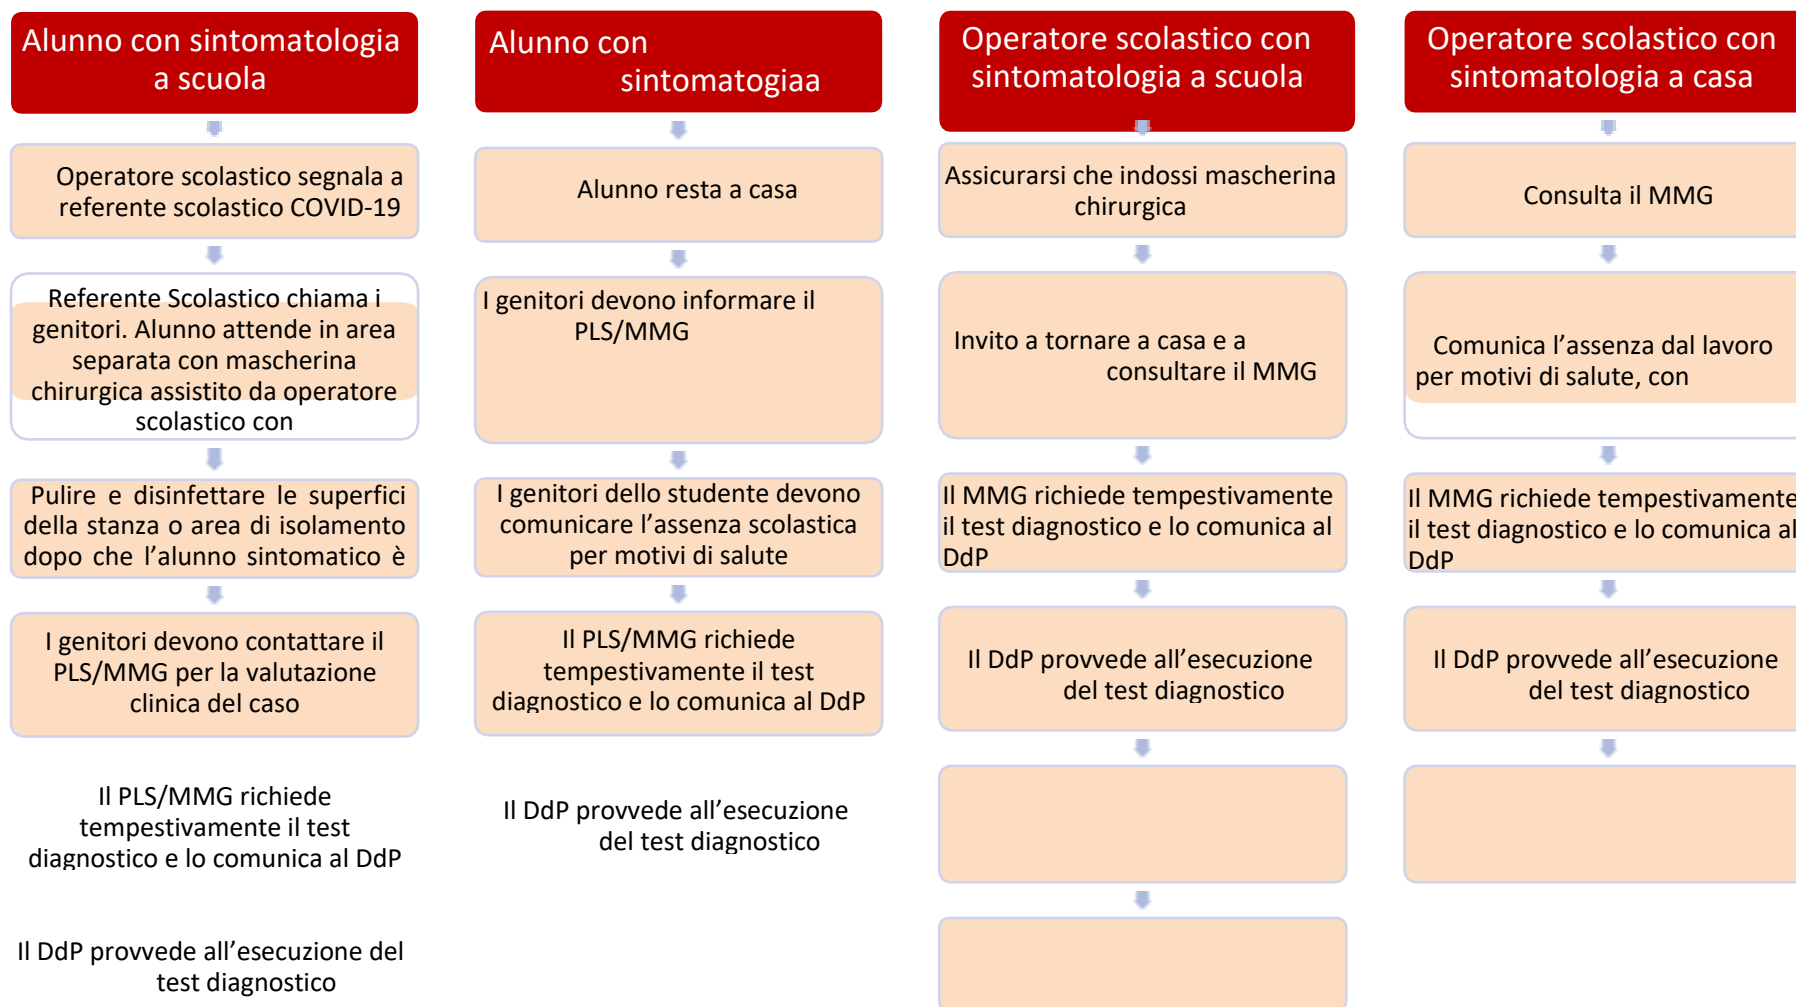 Alunno con sintomatologia
a scuola
Operatore scolastico segnala a
referente scolastico COVID-19
Referente Scolastico chiama i
genitori. Alunno attende in area
separata con mascherina
chirurgica assistito da operatore
scolastico con
Pulire e disinfettare le superfici
della stanza o area di isolamento
dopo che l’alunno sintomatico è
I genitori devono contattare il
PLS/MMG per la valutazione
clinica del caso
Il PLS/MMG richiede
tempestivamente il test
diagnostico e lo comunica al DdP
Il DdP provvede all’esecuzione del
test diagnostico
Alunno con
sintomatogiaa
Alunno resta a casa
I genitori devono informare il
PLS/MMG
I genitori dello studente devono
comunicare l’assenza scolastica
per motivi di salute
Il PLS/MMG richiede
tempestivamente il test
diagnostico e lo comunica al DdP
Il DdP provvede all’esecuzione
del test diagnostico
Operatore scolastico con
sintomatologia a scuola
Assicurarsi che indossi mascherina
chirurgica
Invito a tornare a casa e a
consultare il MMG
Il MMG richiede tempestivamente
il test diagnostico e lo comunica al
DdP
Il DdP provvede all’esecuzione
del test diagnostico
Operatore scolastico con
sintomatologia a casa
Consulta il MMG
Comunica l’assenza dal lavoro
per motivi di salute, con
Il MMG richiede tempestivamente
il test diagnostico e lo comunica al
DdP
Il DdP provvede all’esecuzione
del test diagnostico